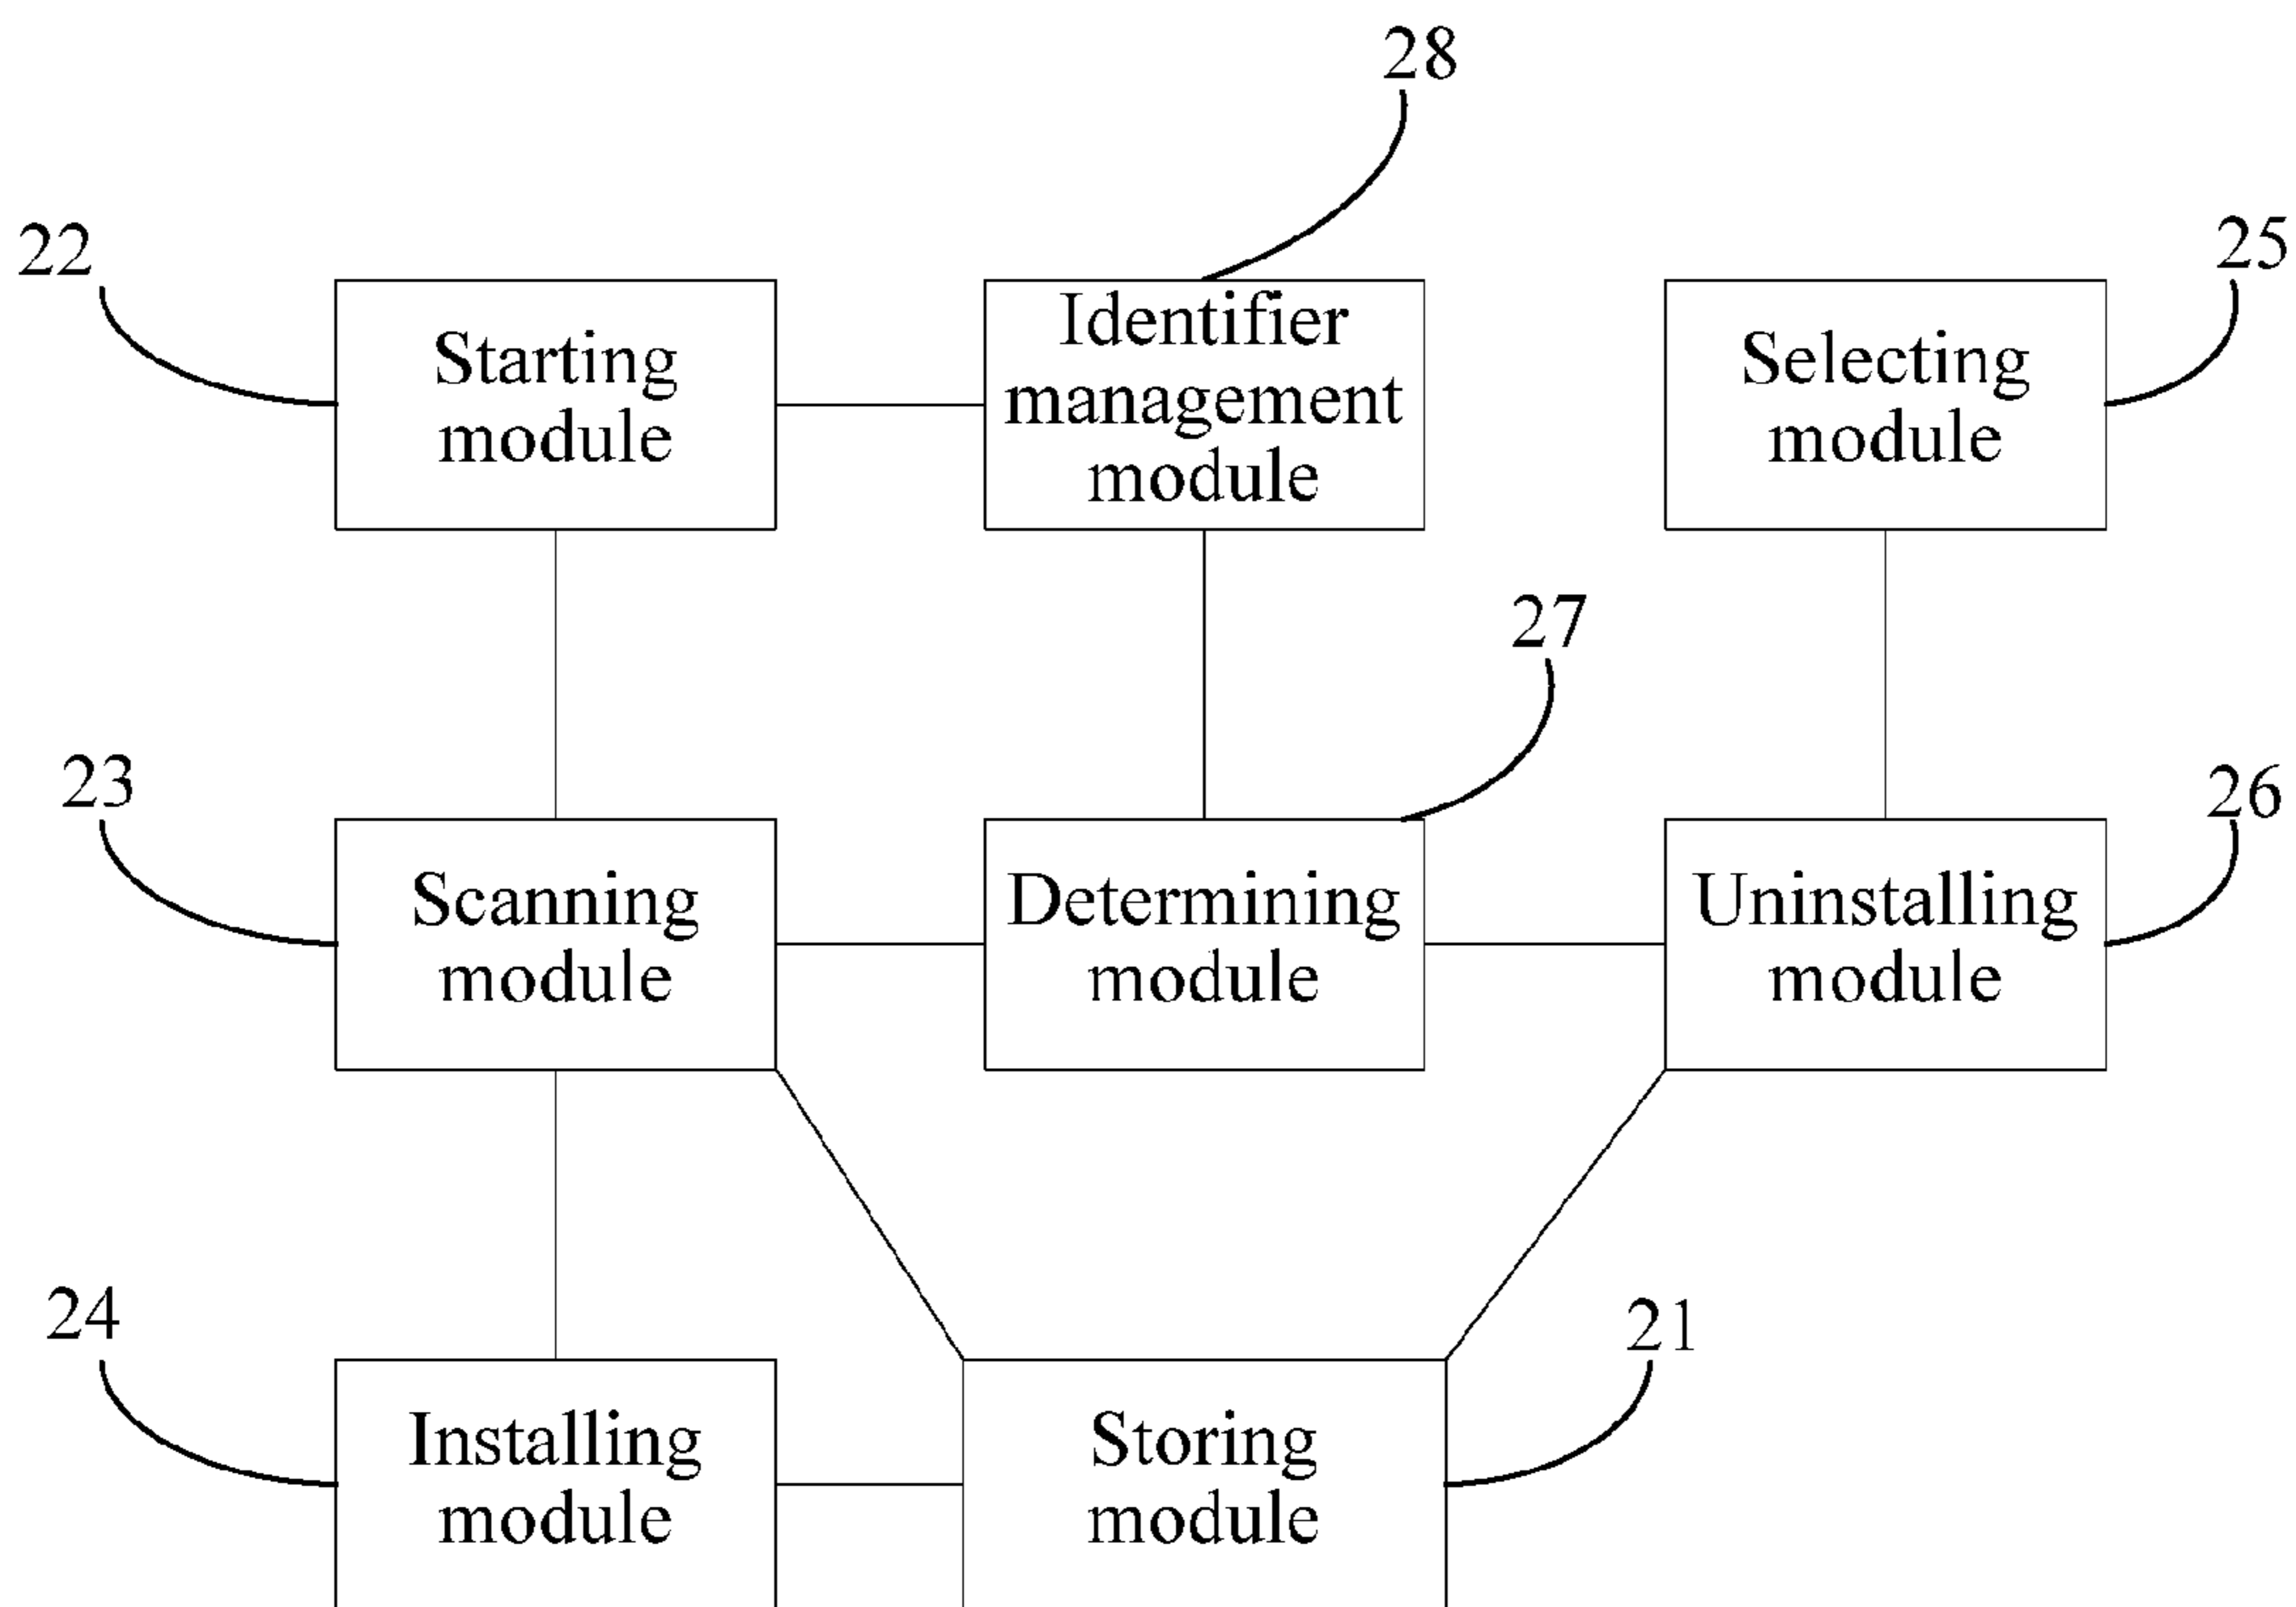 28
22
25
Starting
module
Identifier
management
module
Selecting
module
27
23
26
Scanning
module
Determining
module
Uninstalling
module
24
21
Installing
module
Storing
module